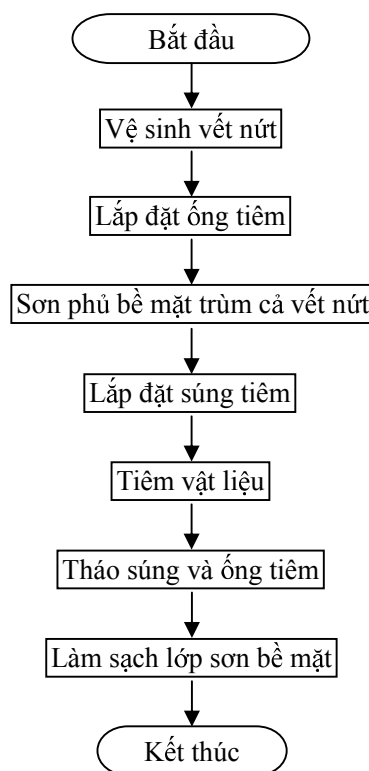 Bắt đầu
Vệ sinh vết nứt
Lắp đặt ống tiêm
Sơn phủ bề mặt trùm cả vết nứt
Lắp đặt súng tiêm
Tiêm vật liệu
Tháo súng và ống tiêm
Làm sạch lớp sơn bề mặt
Kết thúc